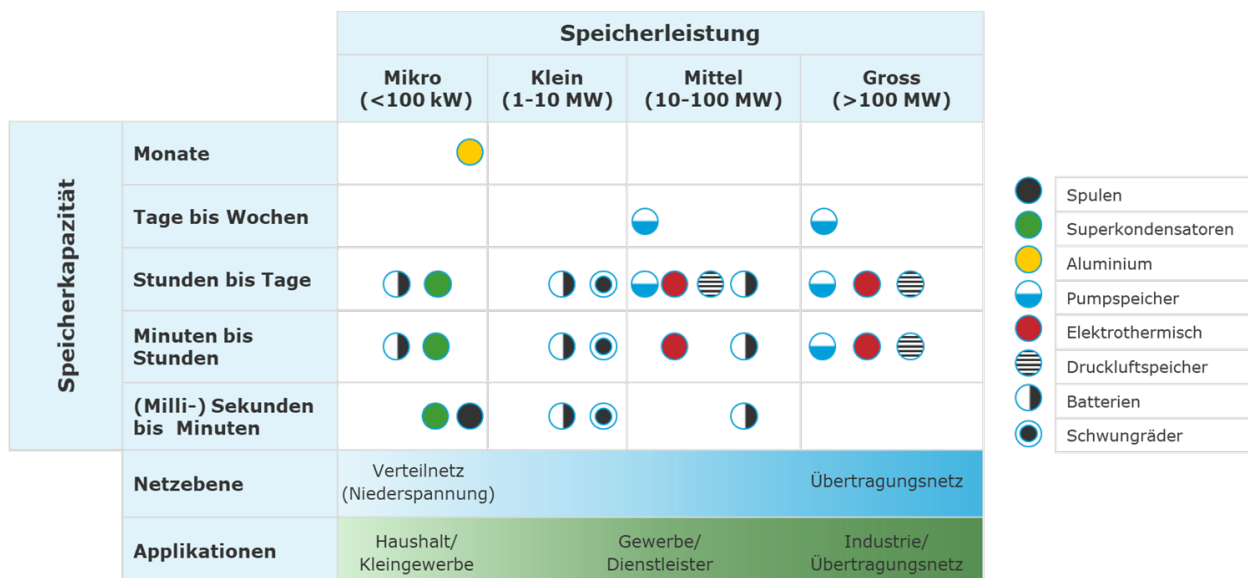 Speicherleistung
Mikro
(<100 kW)
Klein
(1-10 MW)
Mittel
(10-100 MW)
Gross
(>100 MW)
Speicherkapazität
Monate
Tage bis Wochen
Stunden bis Tage
Minuten bis
Stunden
(Milli-) Sekunden
bis Minuten
Netzebene
Verteilnetz
(Niederspannung)
Übertragungsnetz
Applikationen
Haushalt/
Kleingewerbe
Gewerbe/
Dienstleister
Industrie/
Übertragungsnetz
Spulen
Superkondensatoren
Aluminium
Pumpspeicher
Elektrothermisch
Druckluftspeicher
Batterien
Schwungräder